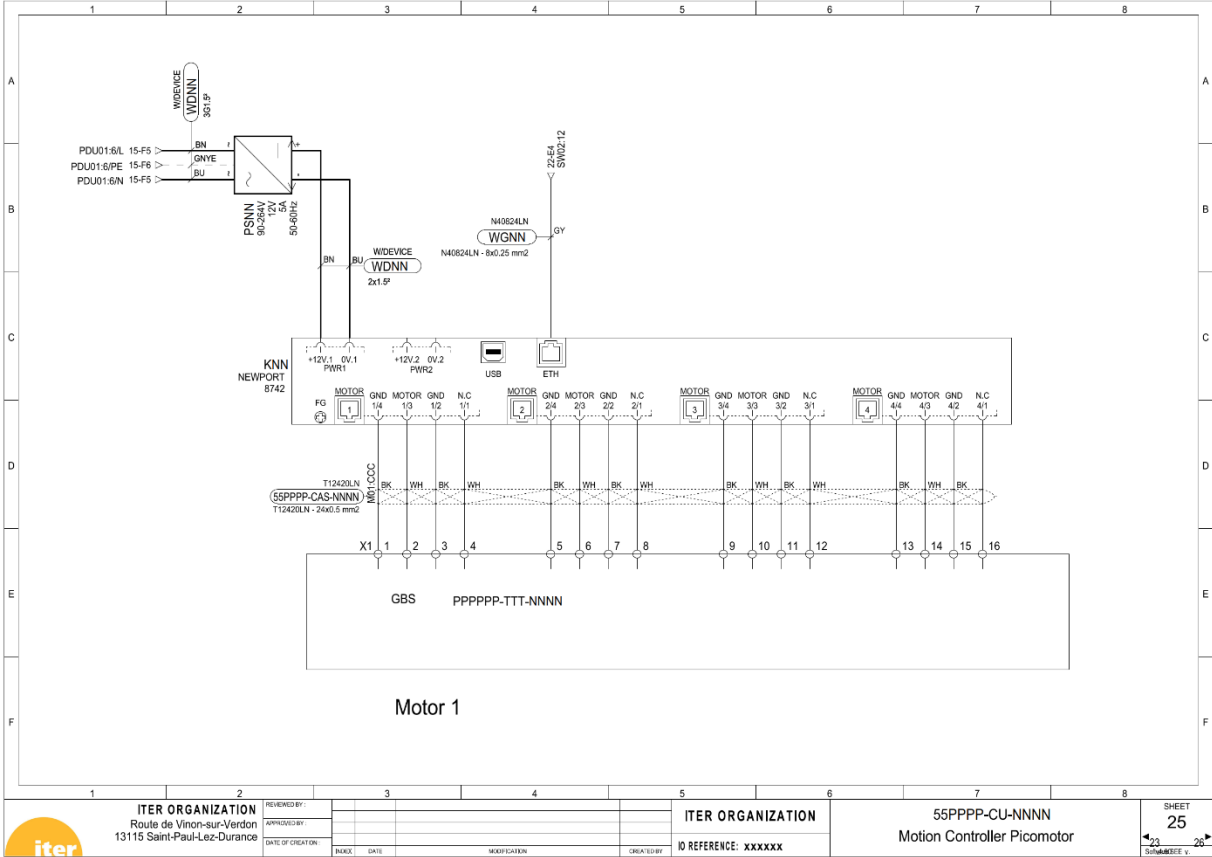 1 2 3 4 5 6 7 8
A A
W/DEVICE
WDNN
3G1.5²
PDU01:6/L 15-F5 BN ~ +
PDU01:6/PE 15-F6 GNYE
PDU01:6/N 15-F5 BU ~ -
PSNN
90-264V
12V
5A
50-60Hz
22-E4
SW02:12
B B
N40824LN
WGNN GY
N40824LN - 8x0.25 mm2
BN BU
W/DEVICE
WDNN
2x1.5²
C C
KNN
NEWPORT
8742
+12V.1 0V.1
PWR1
+12V.2 0V.2
PWR2
USB
ETH
FG
MOTOR GND MOTOR GND N.C MOTOR GND MOTOR GND N.C MOTOR GND MOTOR GND N.C MOTOR GND MOTOR GND N.C
1 1/4 1/3 1/2 1/1 2 2/4 2/3 2/2 2/1 3 3/4 3/3 3/2 3/1 4 4/4 4/3 4/2 4/1
D D
T12420LN
55PPPP-CAS-NNNN
T12420LN - 24x0.5 mm2
M01:CCC
BK WH BK WH BK WH BK WH BK WH BK WH BK WH BK WH
X1 1 2 3 4 5 6 7 8 9 10 11 12 13 14 15 16
E E
GBS PPPPPP-TTT-NNNN
Motor 1
F F
1 2 3 4 5 6 7 8
iter
ITER ORGANIZATION
Route de Vinon-sur-Verdon
13115 Saint-Paul-Lez-Durance
REVIEWED BY :
APPROVED BY :
DATE OF CREATION :
INDEX DATE MODIFICATION CREATED BY
ITER ORGANIZATION
IO REFERENCE: xxxxxx
55PPPP-CU-NNNN
Motion Controller Picomotor
SHEET
25
23 26